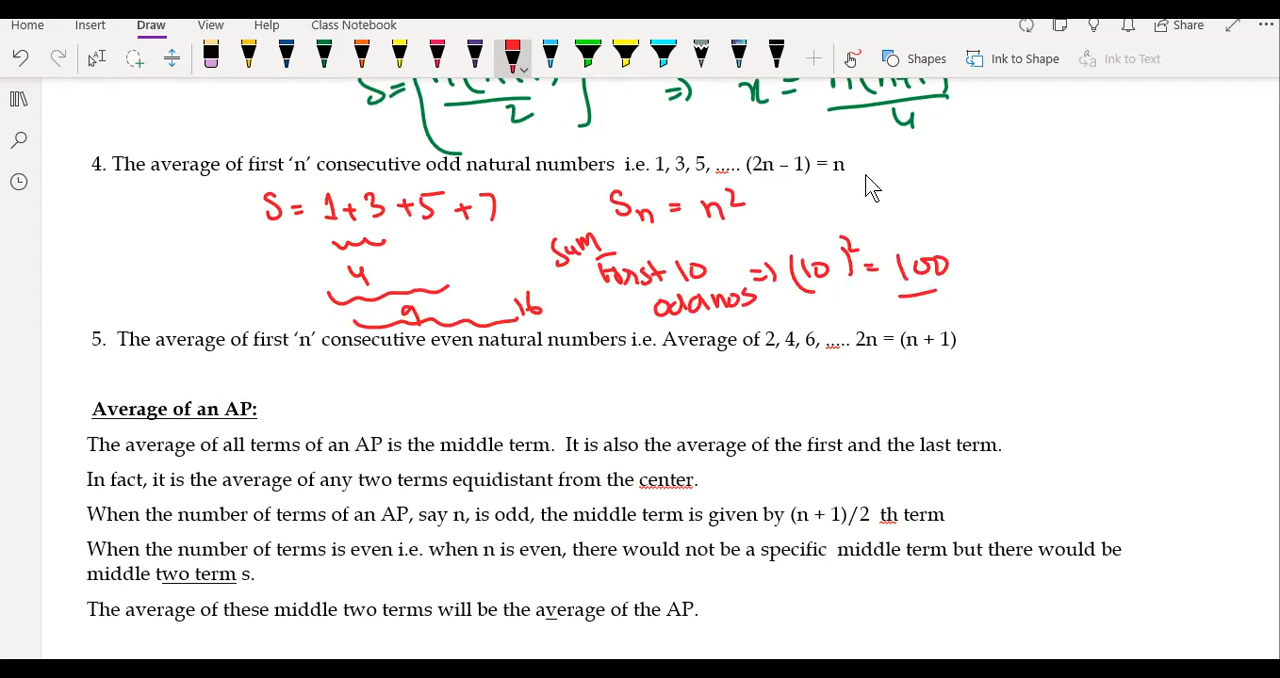 Home Insert Draw View Help Class Notebook Share
Shapes Ink to Shape Ink to Text
S= 2 => x = 4
4. The average of first ‘n’ consecutive odd natural numbers i.e. 1, 3, 5, ..... (2n – 1) = n
S= 1+3+5+7 Sn = n²
4 Sum first 10 => (10)² = 100
9 16 odd nos
5. The average of first ‘n’ consecutive even natural numbers i.e. Average of 2, 4, 6, ..... 2n = (n + 1)
Average of an AP:
The average of all terms of an AP is the middle term. It is also the average of the first and the last term.
In fact, it is the average of any two terms equidistant from the center.
When the number of terms of an AP, say n, is odd, the middle term is given by (n + 1)/2 th term
When the number of terms is even i.e. when n is even, there would not be a specific middle term but there would be
middle two term s.
The average of these middle two terms will be the average of the AP.